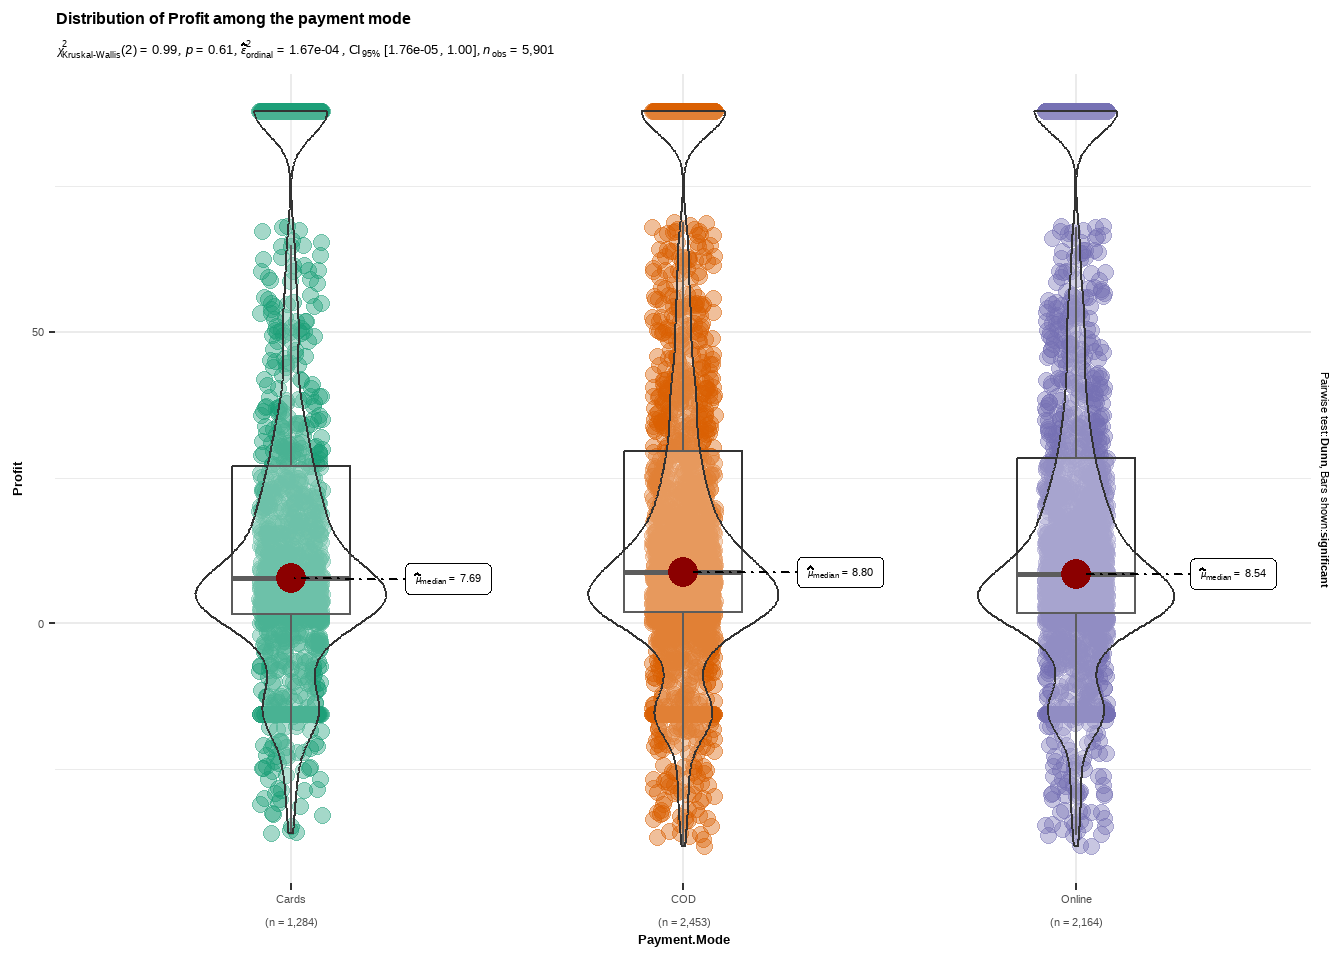 Distribution of Profit among the payment mode
χ²Kruskal-Wallis(2) = 0.99, p = 0.61, ε̂²ordinal = 1.67e-04, CI95% [1.76e-05, 1.00], nobs = 5,901
50
0
Profit
μ̂median = 7.69
μ̂median = 8.80
μ̂median = 8.54
Pairwise test:Dunn, Bars shown:significant
Cards
(n = 1,284)
COD
(n = 2,453)
Online
(n = 2,164)
Payment.Mode